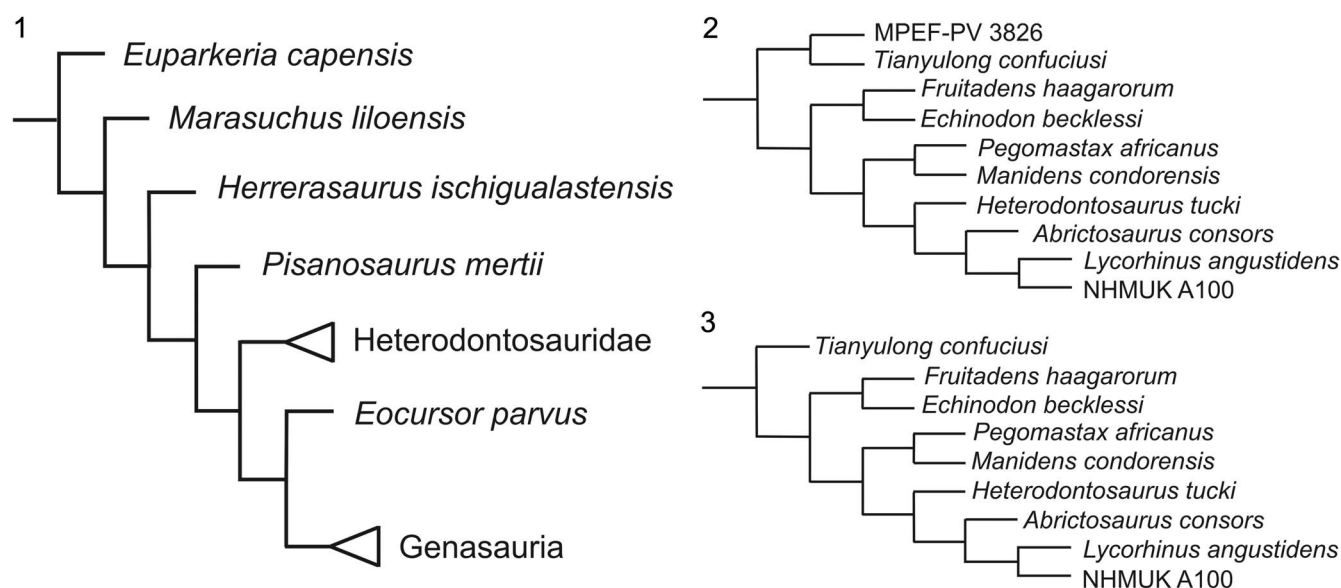 1
Euparkeria capensis
Marasuchus liloensis
Herrerasaurus ischigualastensis
Pisanosaurus mertii
Heterodontosauridae
Eocursor parvus
Genasauria
2
MPEF-PV 3826
Tianyulong confuciusi
Fruitadens haagarorum
Echinodon becklessi
Pegomastax africanus
Manidens condorensis
Heterodontosaurus tucki
Abrictosaurus consors
Lycorhinus angustidens
NHMUK A100
3
Tianyulong confuciusi
Fruitadens haagarorum
Echinodon becklessi
Pegomastax africanus
Manidens condorensis
Heterodontosaurus tucki
Abrictosaurus consors
Lycorhinus angustidens
NHMUK A100